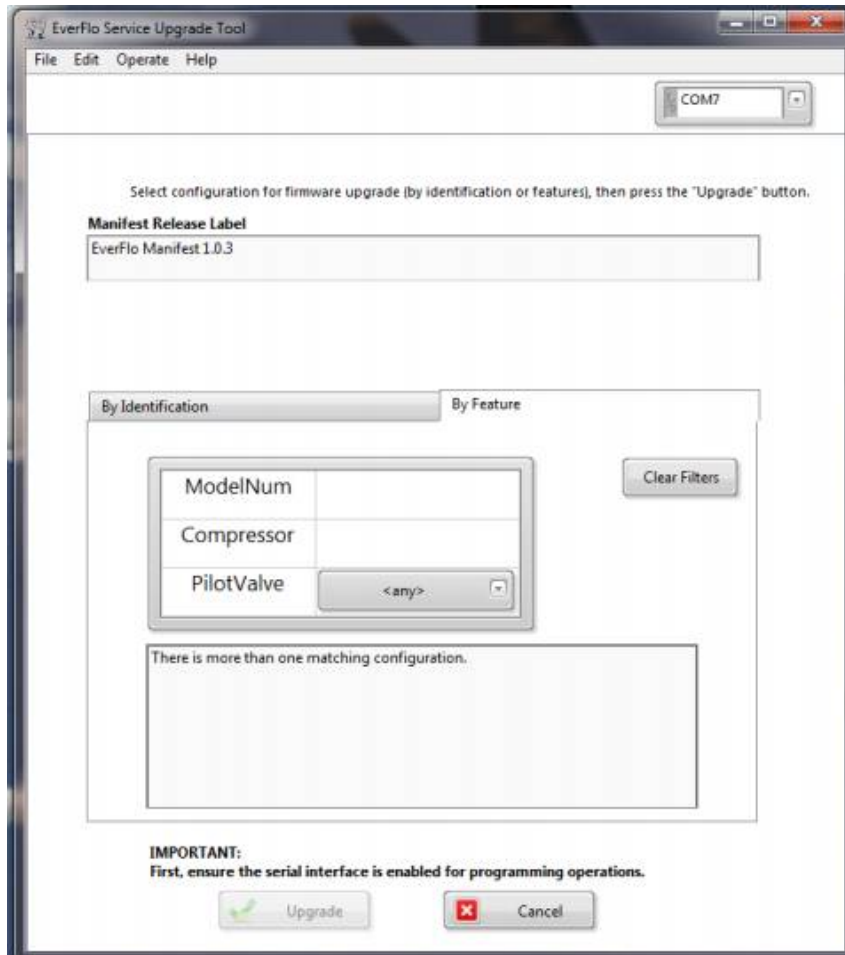 EverFlo Service Upgrade Tool
File Edit Operate Help
COM7
Select configuration for firmware upgrade (by identification or features), then press the "Upgrade" button.
Manifest Release Label
EverFlo Manifest 1.0.3
By Identification By Feature
ModelNum
Clear Filters
Compressor
PilotValve <any>
There is more than one matching configuration.
IMPORTANT:
First, ensure the serial interface is enabled for programming operations.
Upgrade Cancel